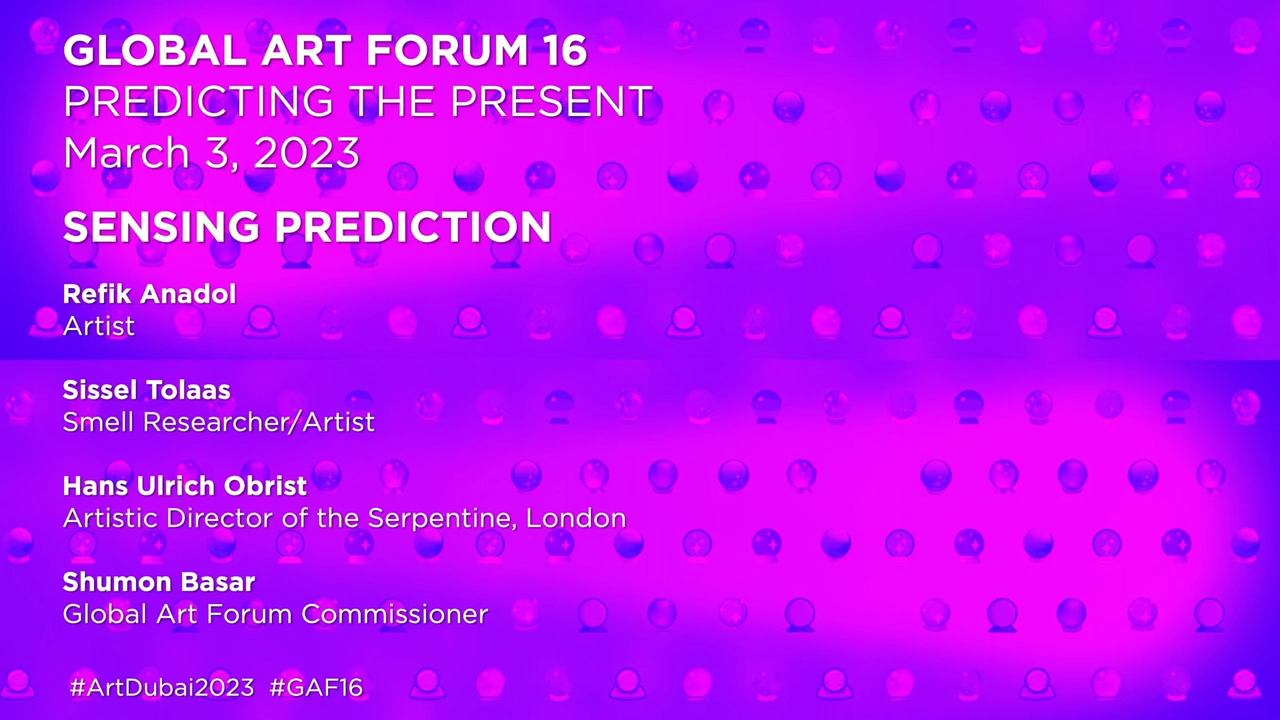 GLOBAL ART FORUM 16
PREDICTING THE PRESENT
March 3, 2023
SENSING PREDICTION
Refik Anadol
Artist
Sissel Tolaas
Smell Researcher/Artist
Hans Ulrich Obrist
Artistic Director of the Serpentine, London
Shumon Basar
Global Art Forum Commissioner
#ArtDubai2023 #GAF16